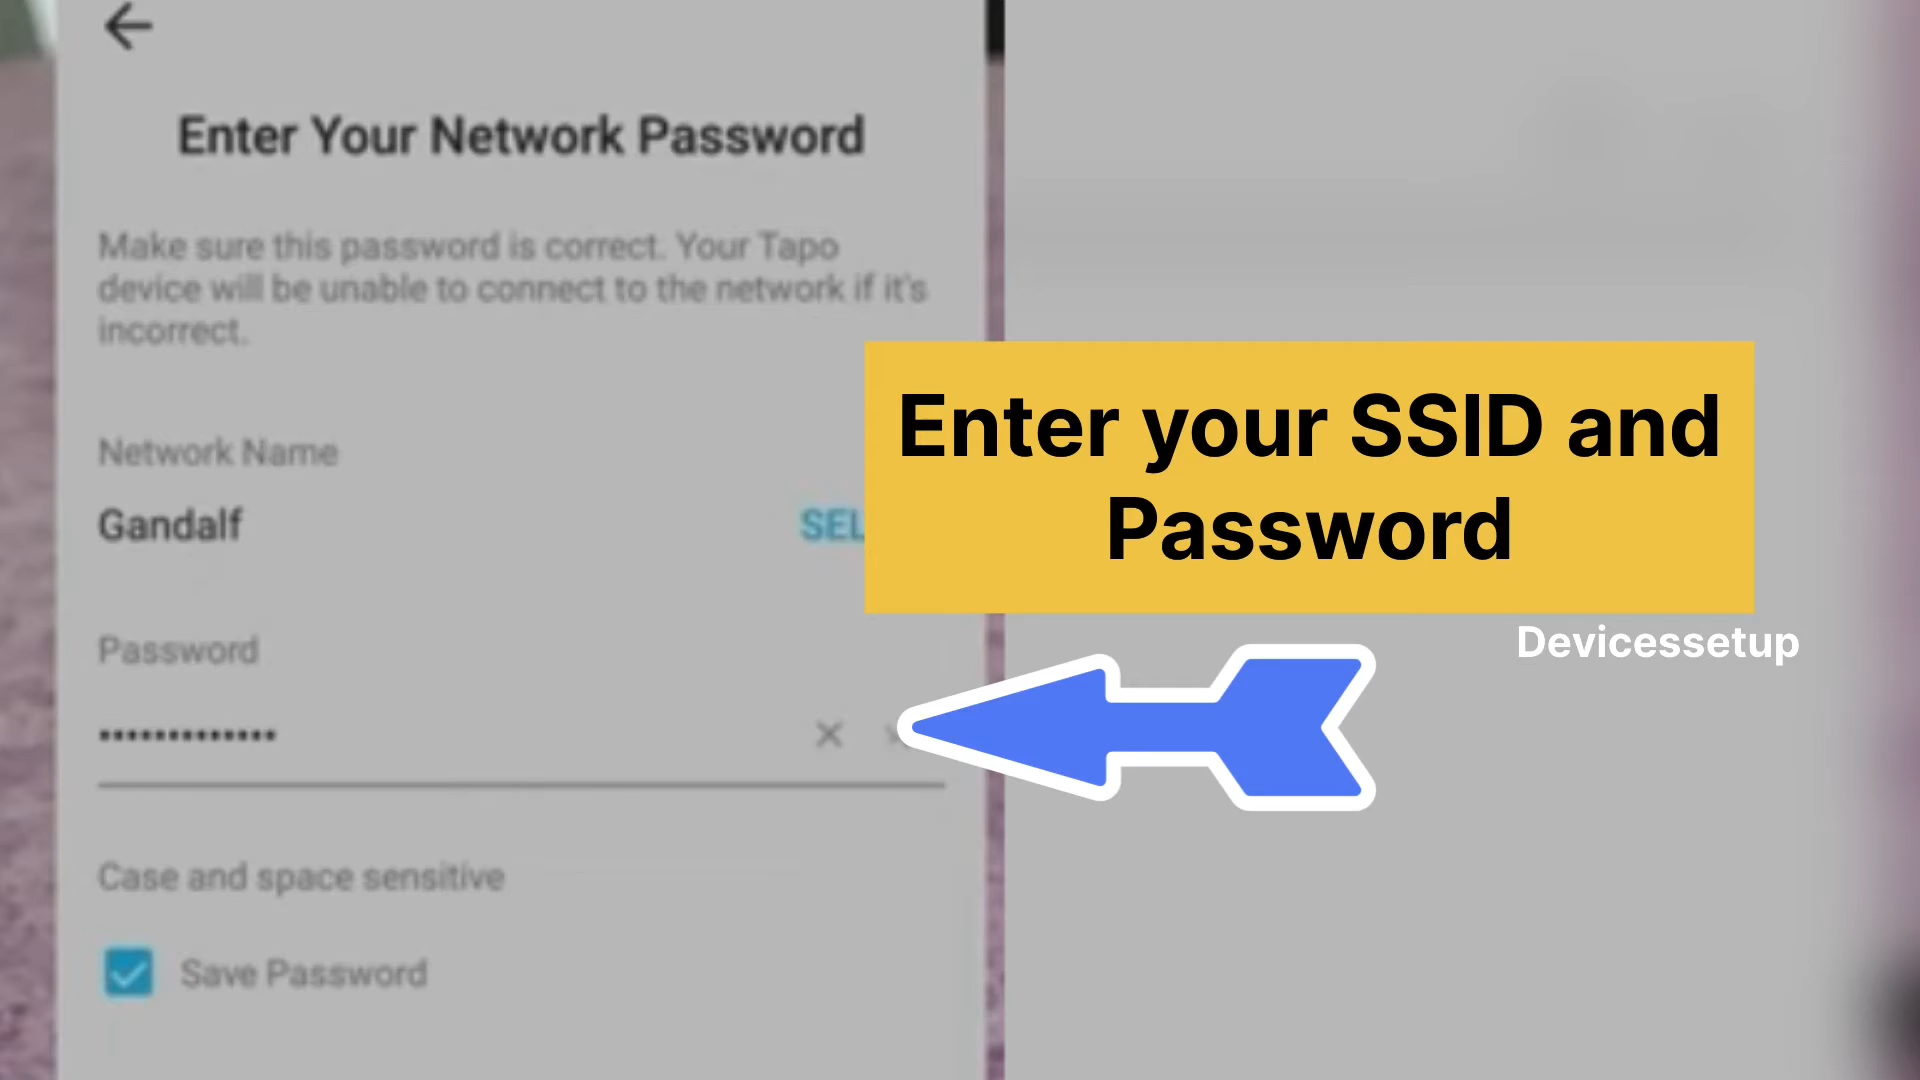 Enter Your Network Password
Make sure this password is correct. Your Tapo
device will be unable to connect to the network if it's
incorrect.
Network Name
Gandalf
SEL
Enter your SSID and
Password
Devicessetup
Password
•••••••••••••
Case and space sensitive
Save Password